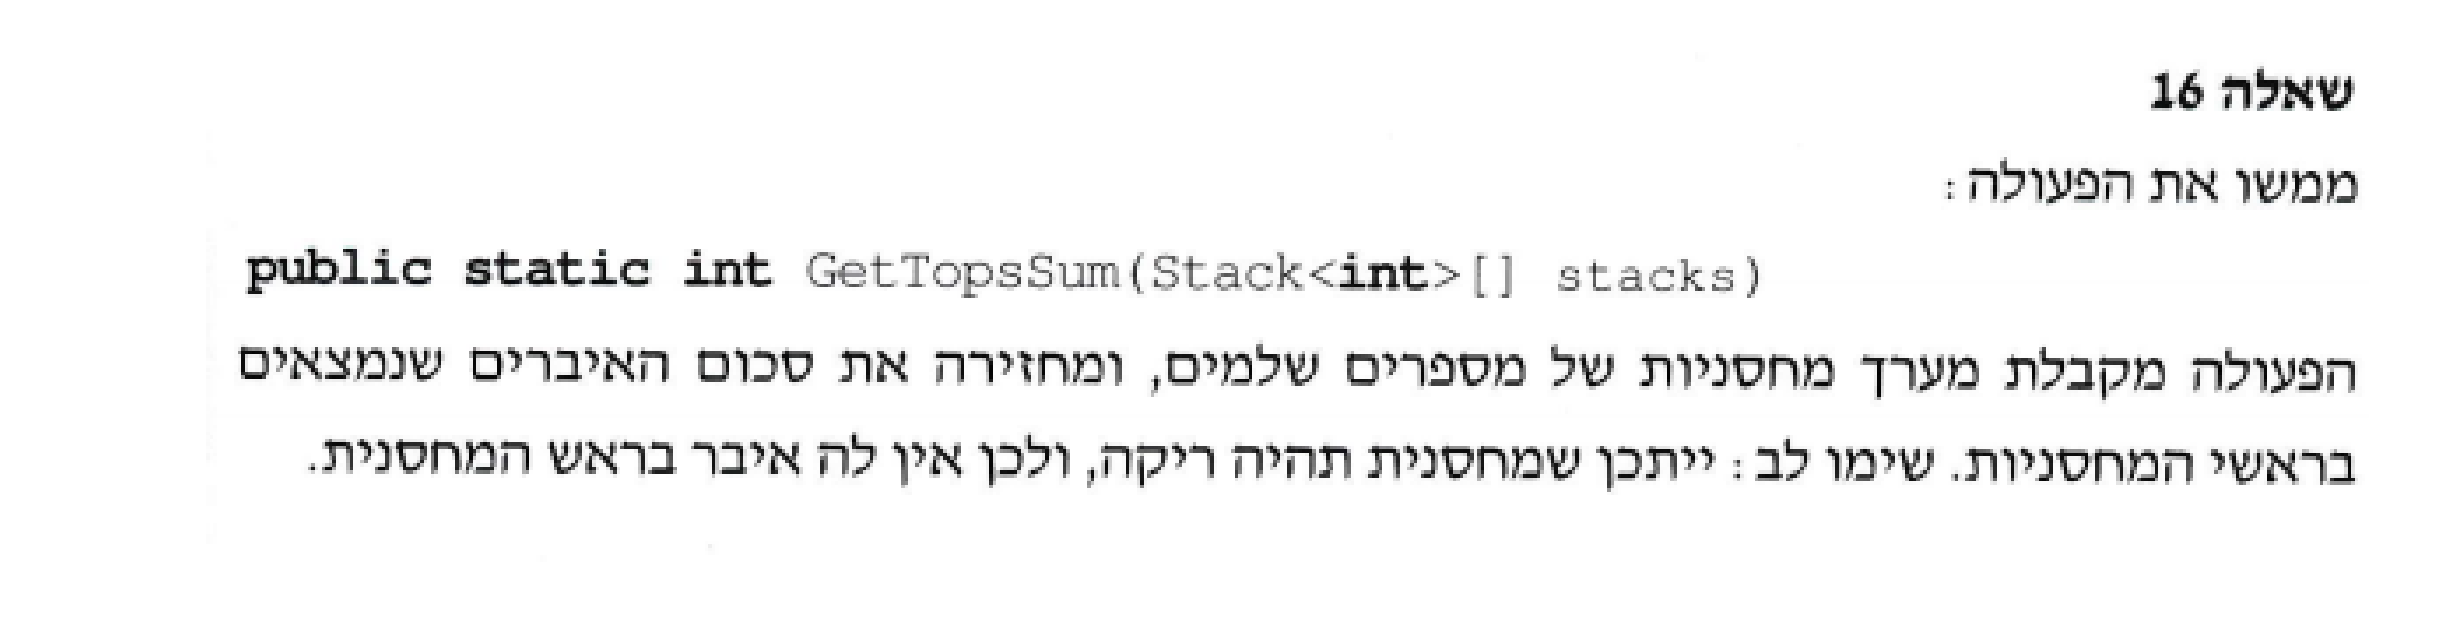 שאלה 16
ממשו את הפעולה:
public static int GetTopsSum(Stack<int>[] stacks)
הפעולה מקבלת מערך מחסניות של מספרים שלמים, ומחזירה את סכום האיברים שנמצאים
בראשי המחסניות. שימו לב: ייתכן שמחסנית תהיה ריקה, ולכן אין לה איבר בראש המחסנית.